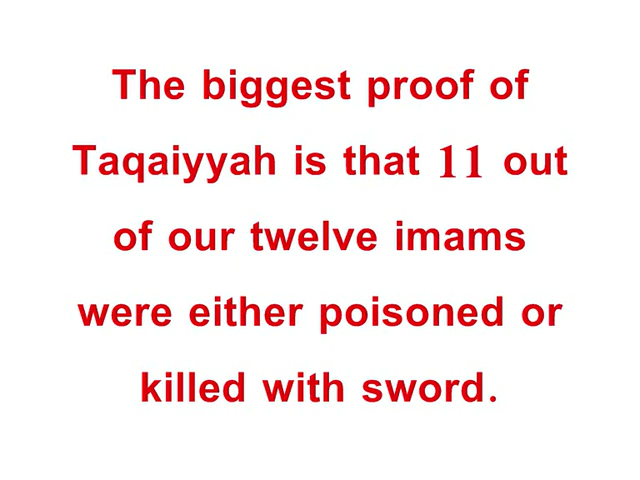 The biggest proof of
Taqaiyyah is that 11 out
of our twelve imams
were either poisoned or
killed with sword.